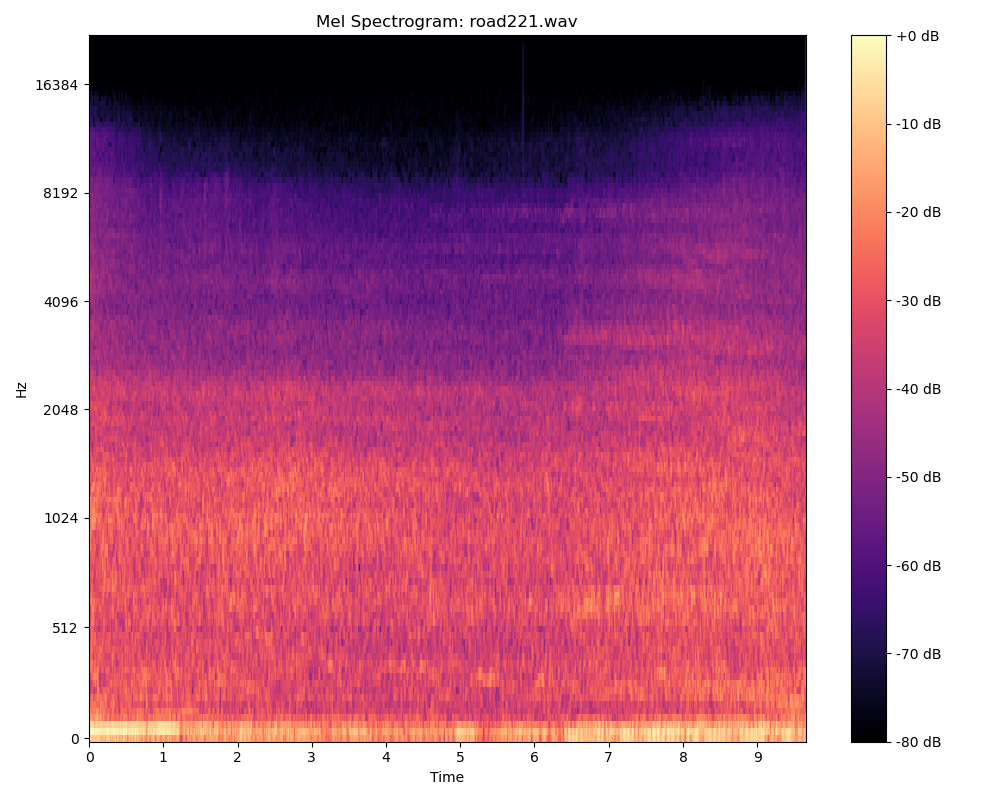 Mel Spectrogram: road221.wav
+0 dB
16384
-10 dB
8192
-20 dB
4096
-30 dB
Hz
2048
-40 dB
1024
-50 dB
512
-60 dB
-70 dB
0
-80 dB
0 1 2 3 4 5 6 7 8 9
Time